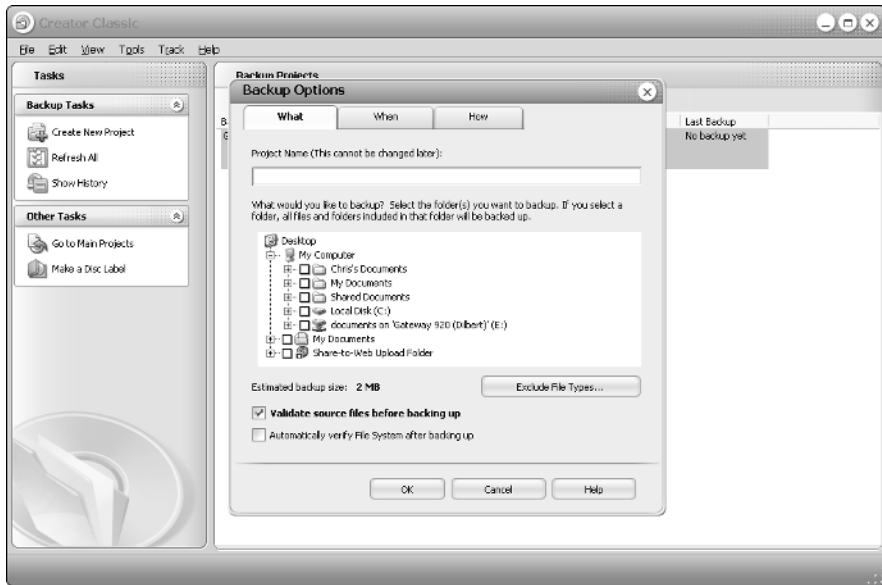 Creator Classic
File Edit View Tools Track Help
Tasks
Backup Tasks
Create New Project
Refresh All
Show History
Other Tasks
Go to Main Projects
Make a Disc Label
Backup Projects
Last Backup
No backup yet
Backup Options
What When How
Project Name (This cannot be changed later):
What would you like to backup? Select the folder(s) you want to backup. If you select a
folder, all files and folders included in that folder will be backed up.
Desktop
My Computer
Chris's Documents
My Documents
Shared Documents
Local Disk (C:)
documents on 'Gateway 920 (Dilbert)' (E:)
My Documents
Share-to-Web Upload Folder
Estimated backup size: 2 MB
Exclude File Types...
Validate source files before backing up
Automatically verify File System after backing up
OK Cancel Help